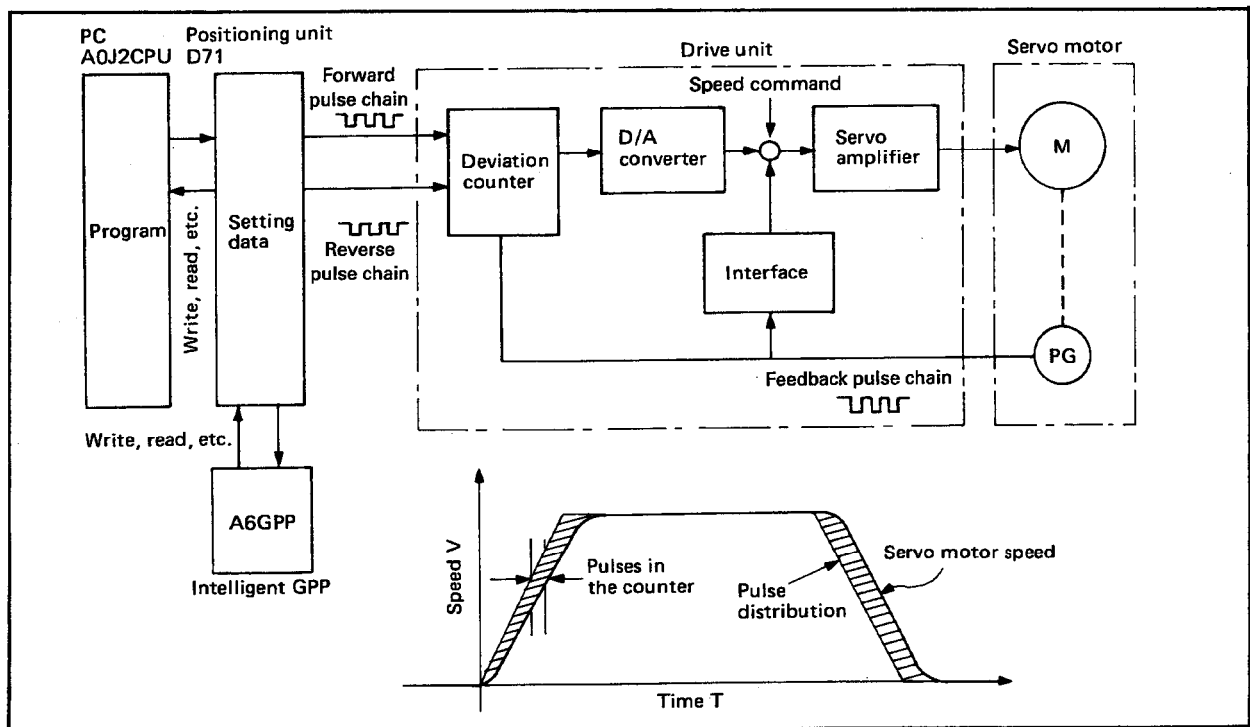 PC
A0J2CPU
Positioning unit
D71
Drive unit
Servo motor
Forward
pulse chain
Speed command
Program
Setting
data
Deviation
counter
D/A
converter
Servo
amplifier
M
Write, read, etc.
Reverse
pulse chain
Interface
PG
Feedback pulse chain
Write, read, etc.
A6GPP
Intelligent GPP
Speed V
Pulses in
the counter
Pulse
distribution
Servo motor speed
Time T